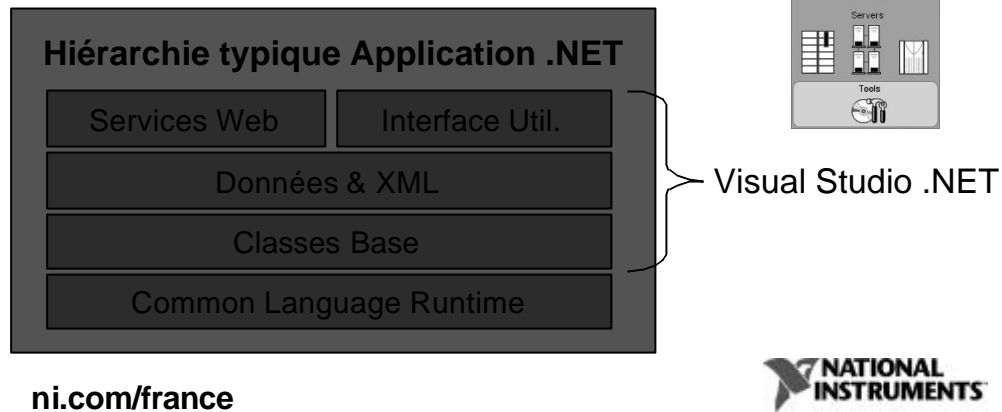 Servers
Tools
Hiérarchie typique Application .NET
Services Web
Interface Util.
Données & XML
Classes Base
Common Language Runtime
Visual Studio .NET
ni.com/france
NATIONAL
INSTRUMENTS